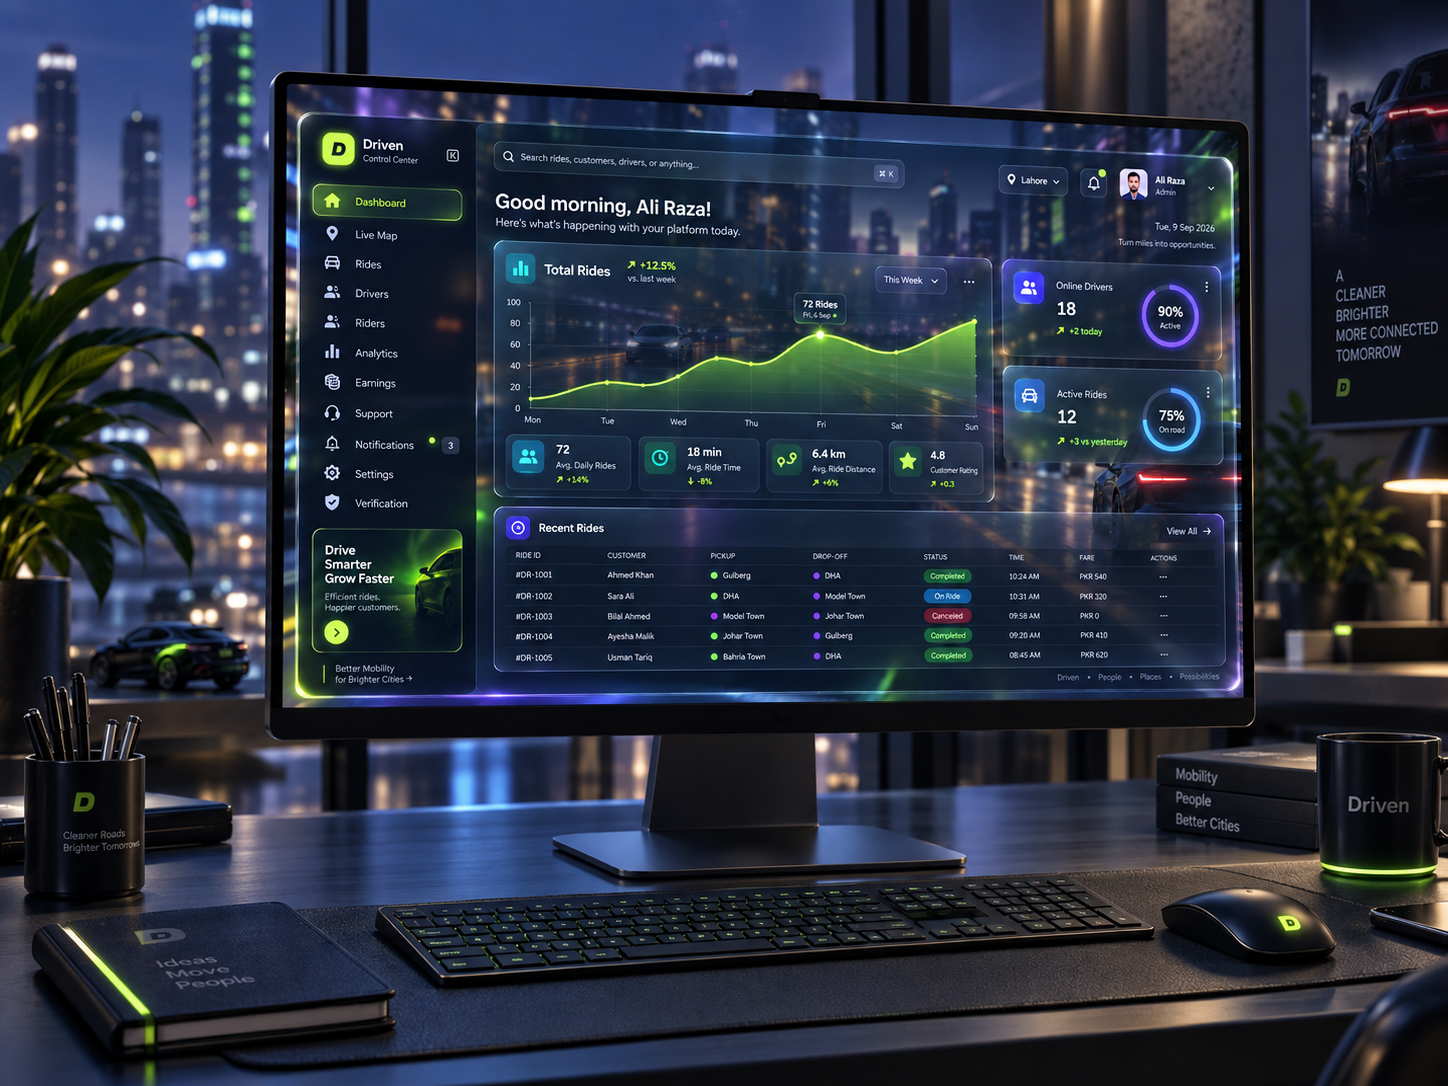 Driven
Control Center
Dashboard
Live Map
Rides
Drivers
Riders
Analytics
Earnings
Support
Notifications 3
Settings
Verification
Drive
Smarter
Grow Faster
Efficient rides.
Happier customers.
Better Mobility
for Brighter Cities →
Search rides, customers, drivers, or anything...
⌘ K
Lahore
Ali Raza
Admin
Good morning, Ali Raza!
Here's what's happening with your platform today.
Tue, 9 Sep 2026
Turn miles into opportunities.
Total Rides
+12.5%
vs. last week
This Week
100
80
60
40
20
0
72 Rides
Mon Tue Wed Thu Fri Sat Sun
72
Avg. Daily Rides
+14%
18 min
Avg. Ride Time
-8%
6.4 km
Avg. Ride Distance
+6%
4.8
Customer Rating
+0.3
Online Drivers
18
+2 today
90%
Active
Active Rides
12
+3 vs yesterday
75%
On road
Recent Rides
View All →
RIDE ID CUSTOMER PICKUP DROP-OFF STATUS TIME FARE ACTIONS
#DR-1001 Ahmed Khan Gulberg DHA Completed 10:24 AM PKR 540
#DR-1002 Sara Ali DHA Model Town On Ride 10:31 AM PKR 320
#DR-1003 Bilal Ahmed Model Town Johar Town Canceled 09:58 AM PKR 0
#DR-1004 Ayesha Malik Johar Town Gulberg Completed 09:20 AM PKR 410
#DR-1005 Usman Tariq Bahria Town DHA Completed 08:45 AM PKR 620
Driven • People • Places • Possibilities
A
CLEANER
BRIGHTER
MORE CONNECTED
TOMORROW
D
D
Cleaner Roads
Brighter Tomorrows
D
Ideas
Move
People
Mobility
People
Better Cities
Driven
D